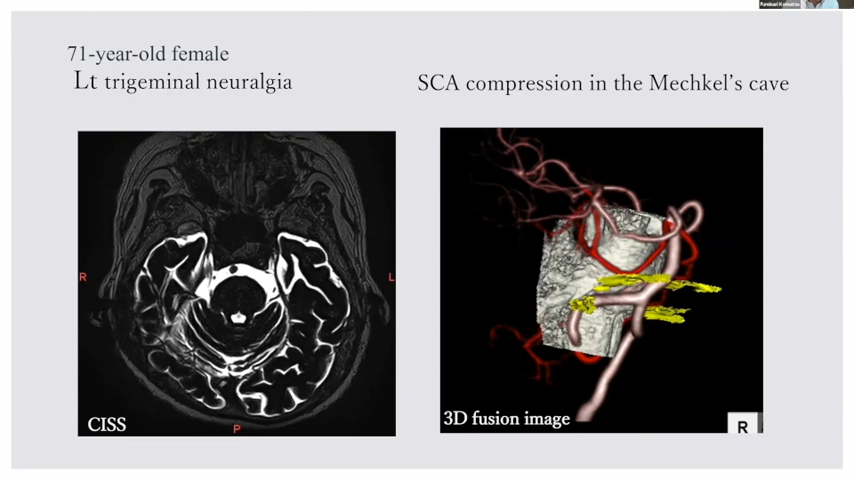 71-year-old female
Lt trigeminal neuralgia
SCA compression in the Mechkel's cave
R
L
CISS
P
3D fusion image
R